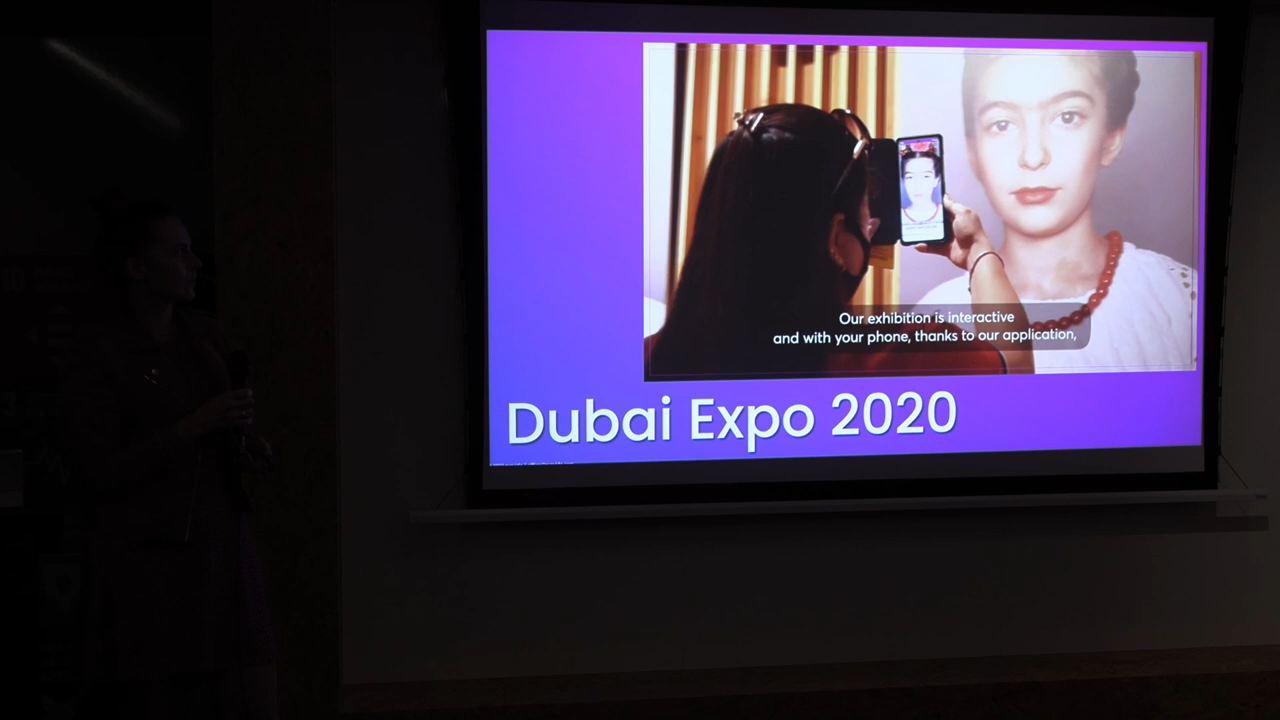 Our exhibition is interactive
and with your phone, thanks to our application,
Dubai Expo 2020